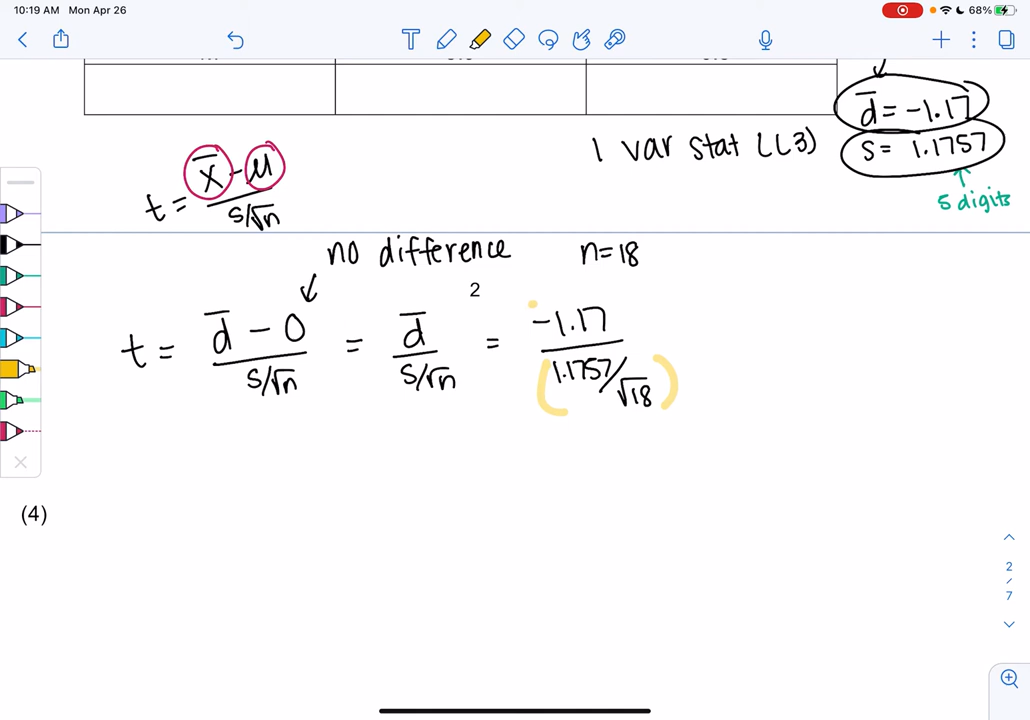 10:19 AM Mon Apr 26
68%
T
d̅ = -1.17
1 var stat (L3)
s = 1.1757
5 digits
t = x̅ - μ / s/√n
no difference n=18
2
t = d̅ - 0 / s/√n = d̅ / s/√n = -1.17 / (1.1757/√18)
(4)
2
/
7